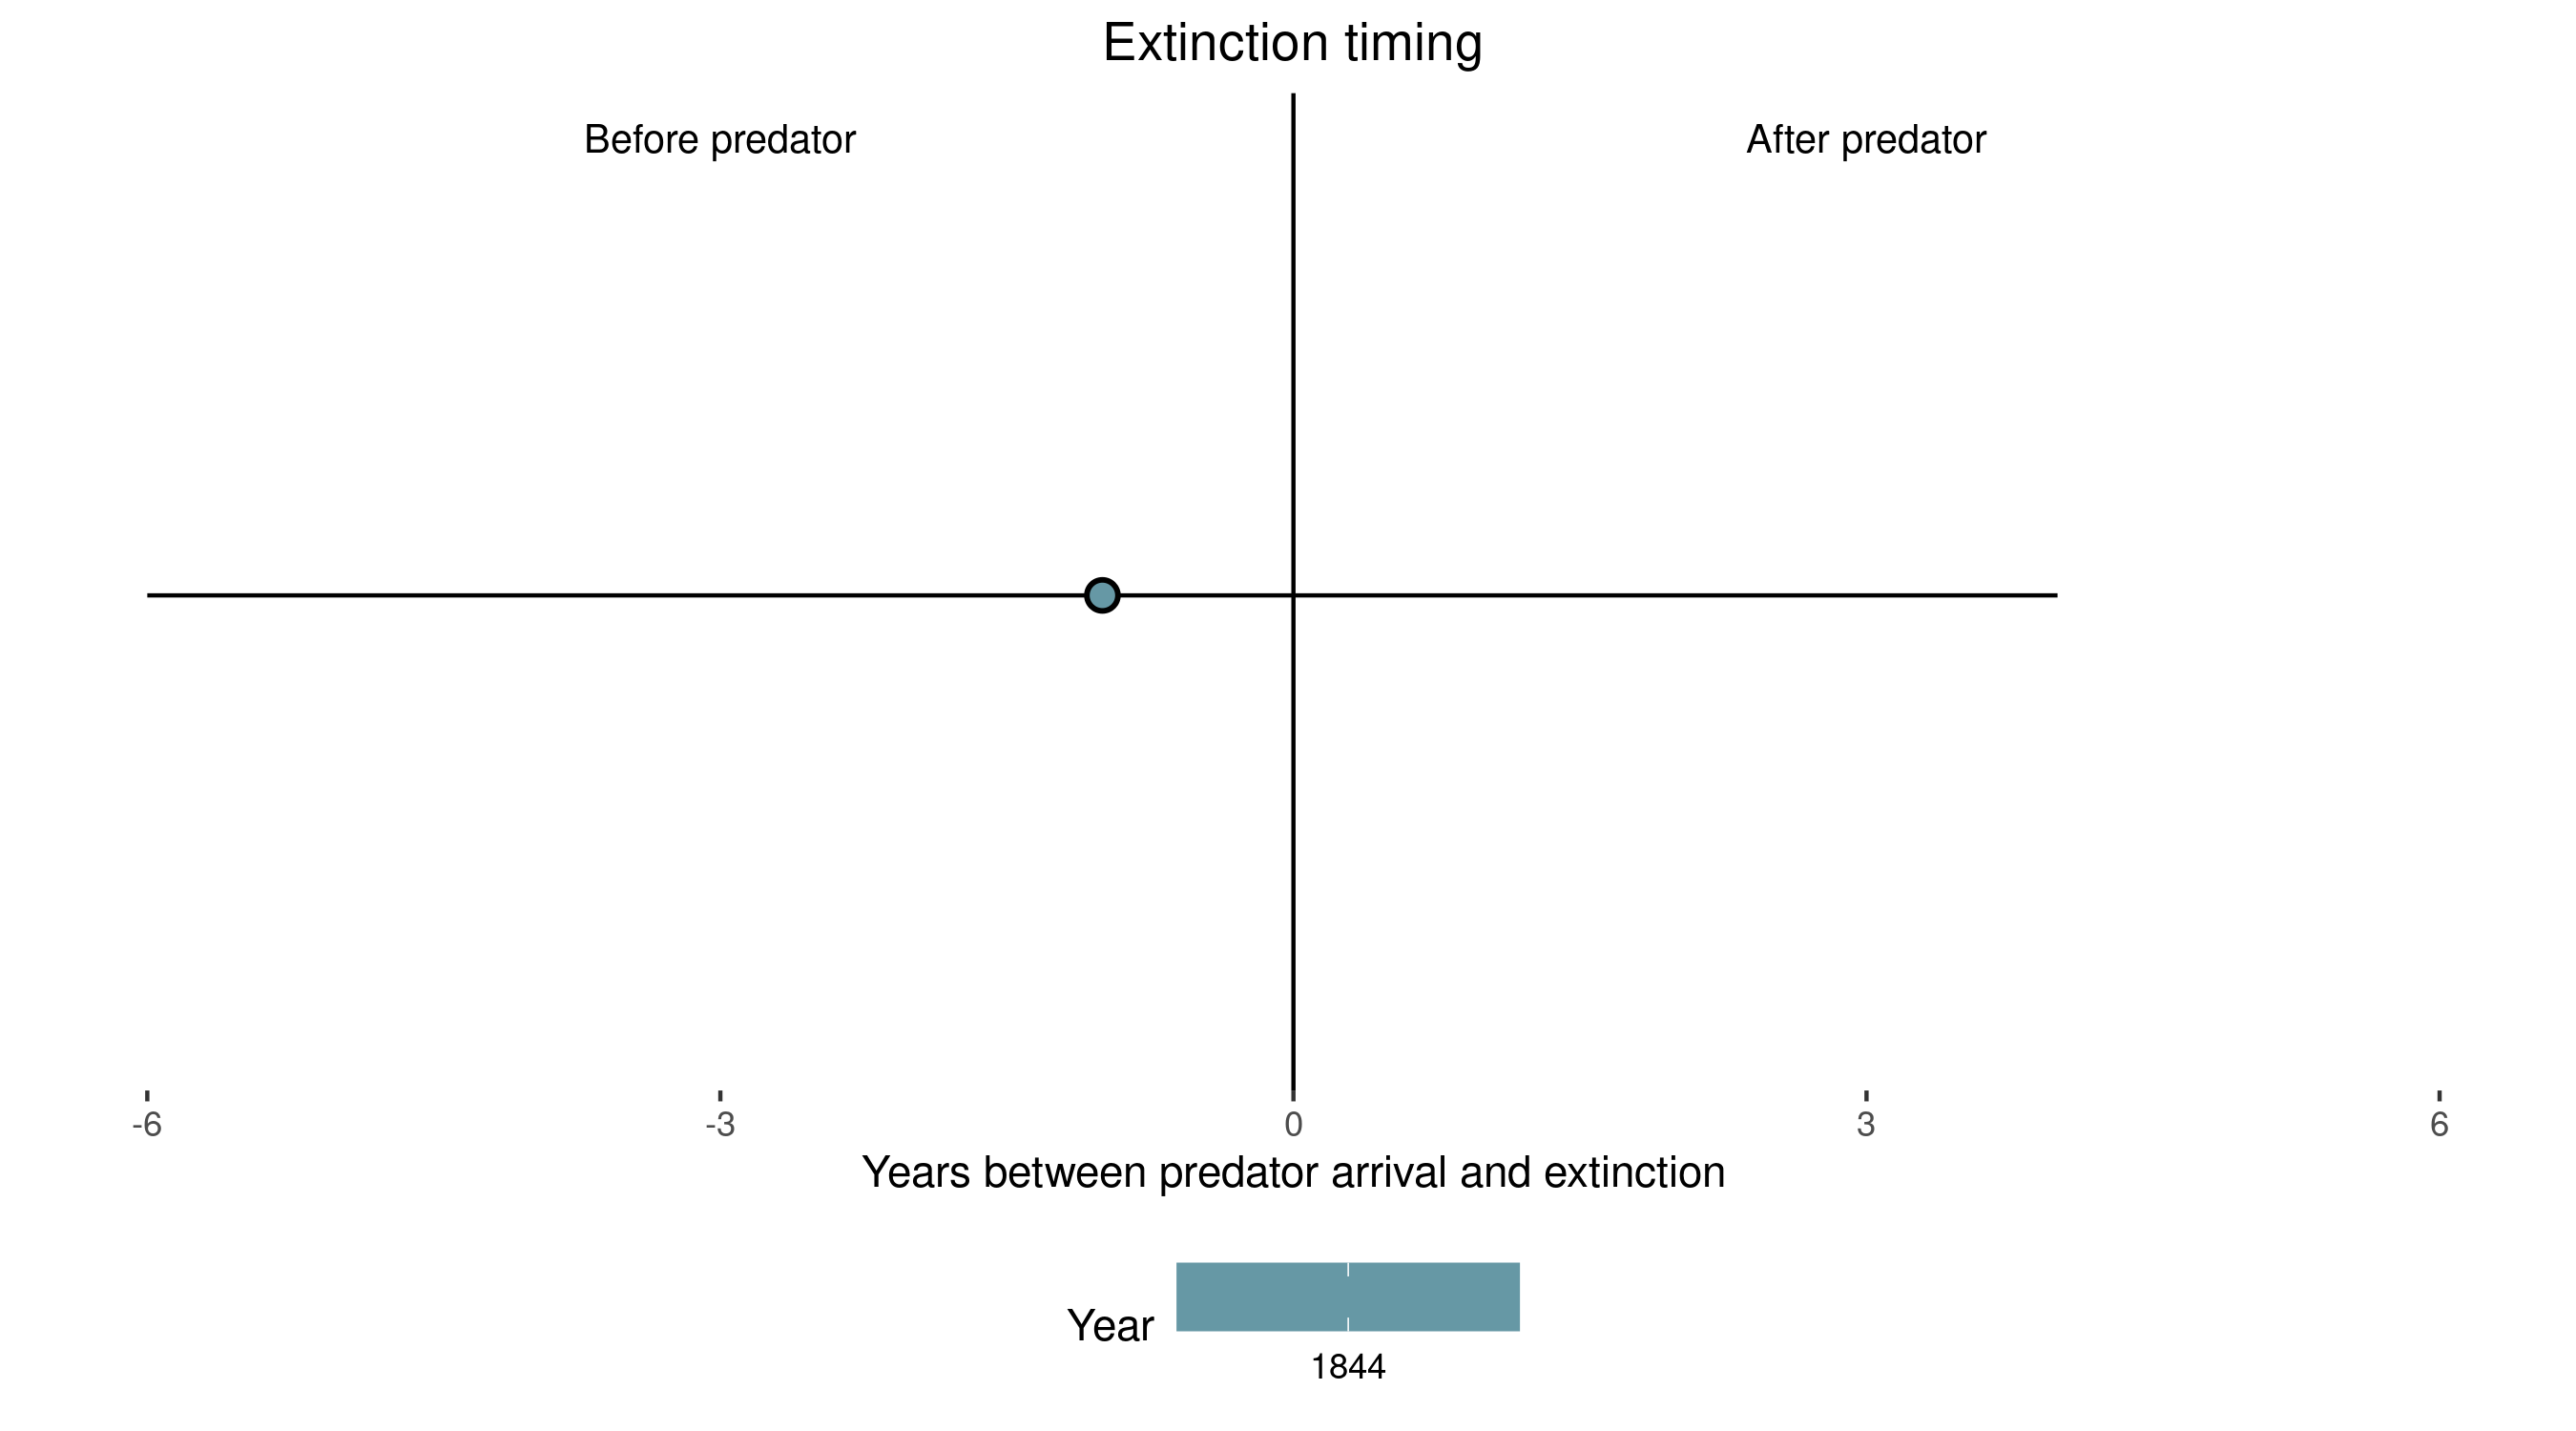 Extinction timing
Before predator
After predator
-6
-3
0
3
6
Years between predator arrival and extinction
Year
1844